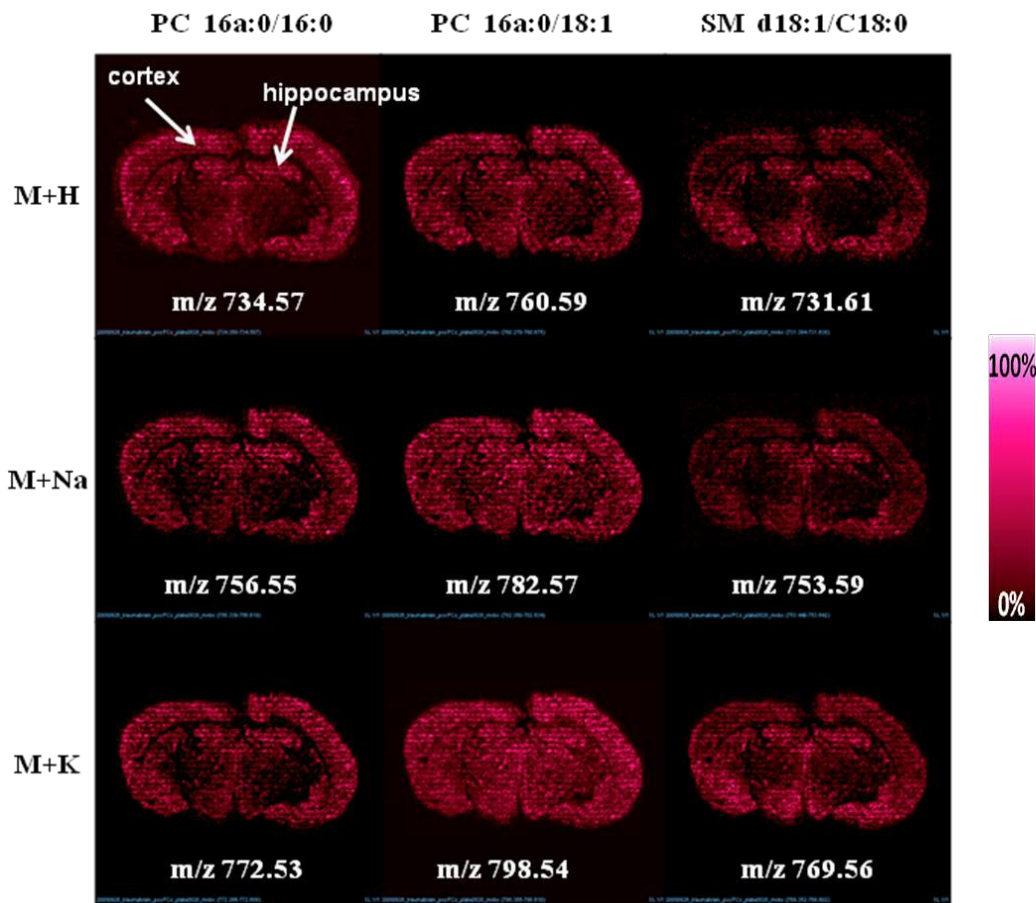 PC 16a:0/16:0 PC 16a:0/18:1 SM d18:1/C18:0
cortex
hippocampus
M+H
m/z 734.57 m/z 760.59 m/z 731.61
100%
M+Na
m/z 756.55 m/z 782.57 m/z 753.59
0%
M+K
m/z 772.53 m/z 798.54 m/z 769.56